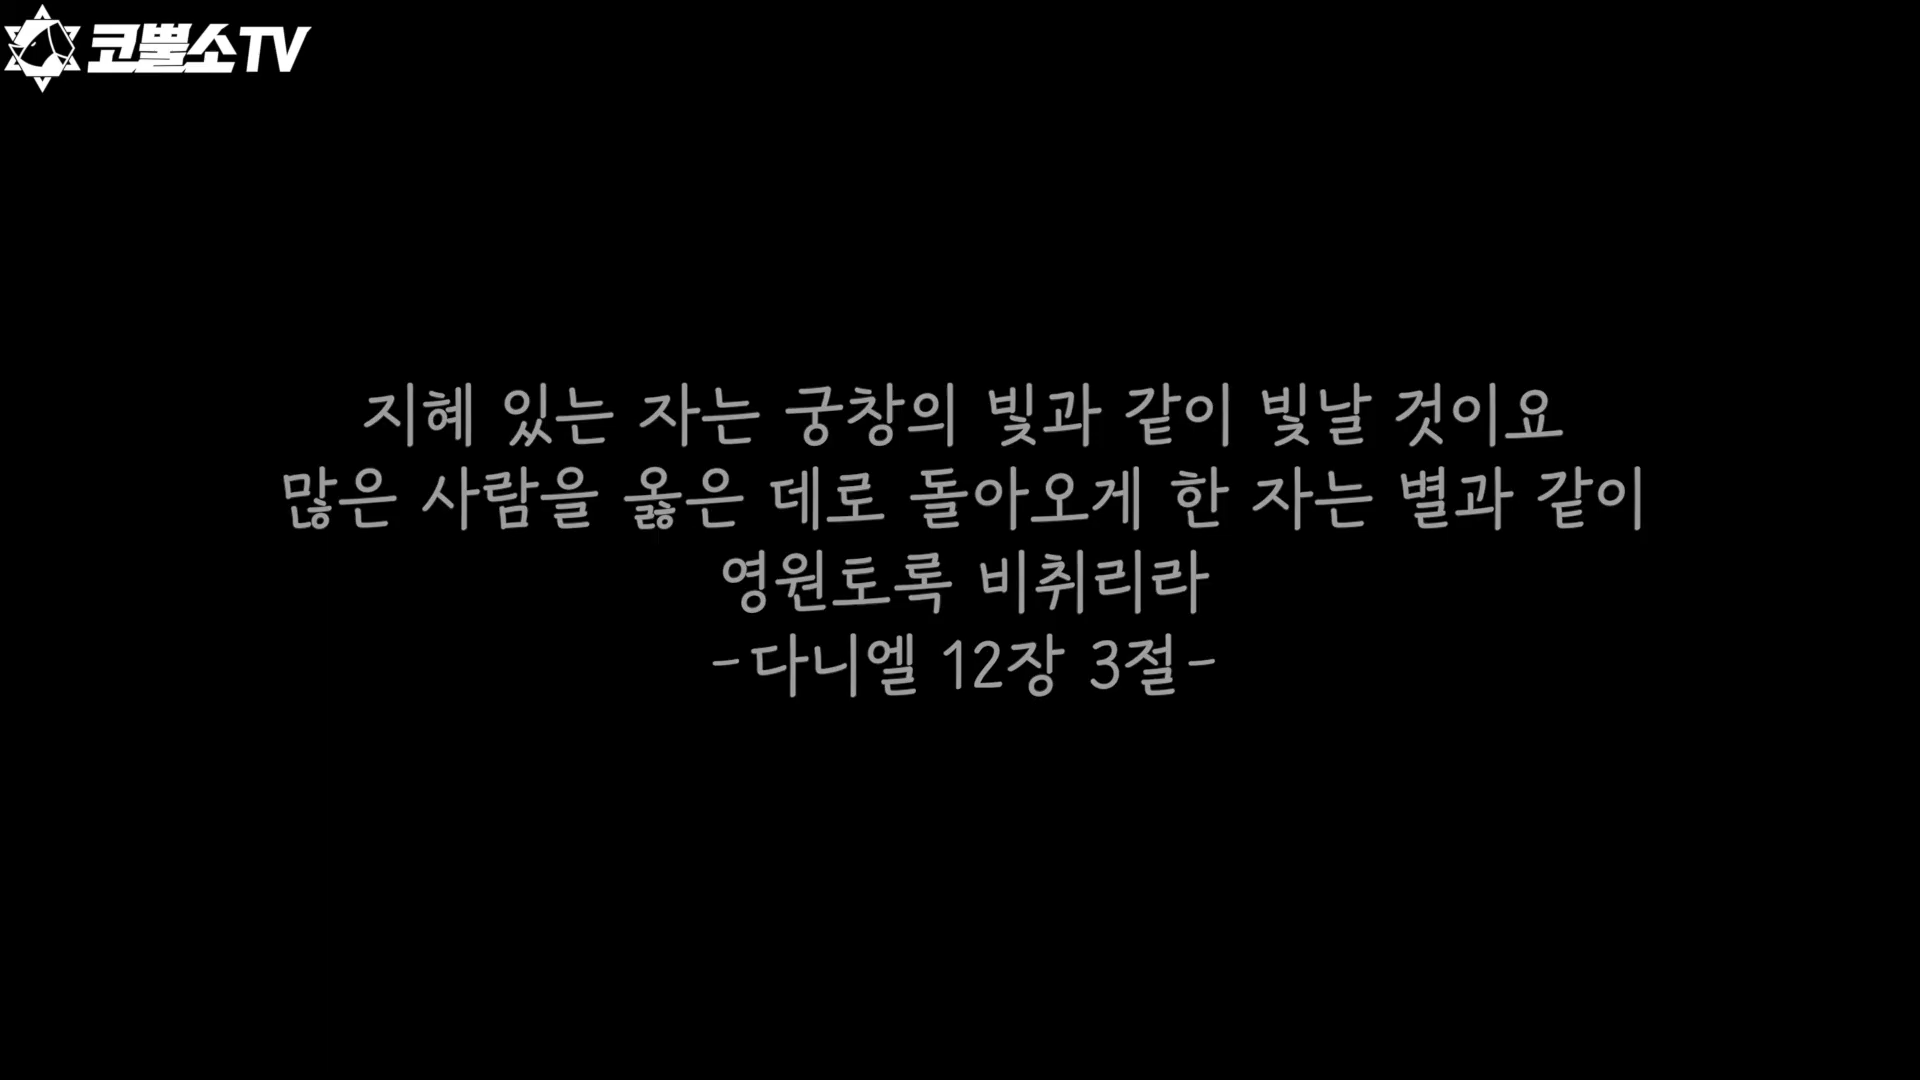 코뿔소TV
지혜 있는 자는 궁창의 빛과 같이 빛날 것이요
많은 사람을 옳은 데로 돌아오게 한 자는 별과 같이
영원토록 비취리라
-다니엘 12장 3절-